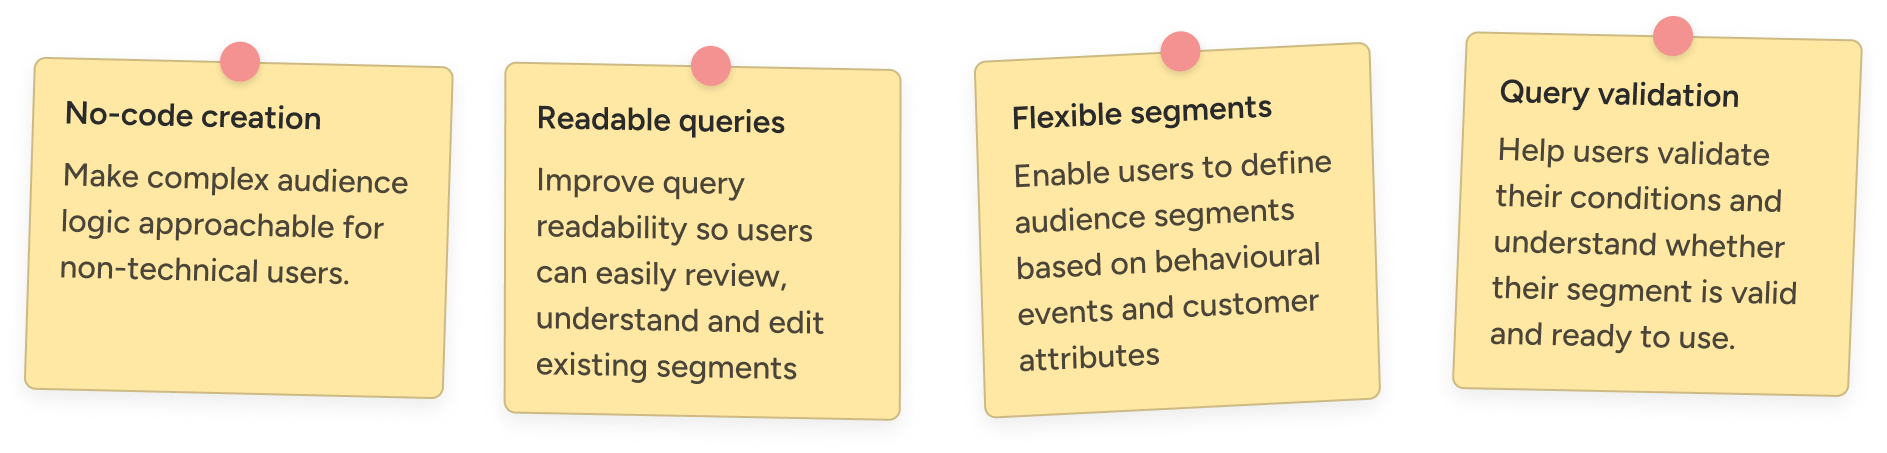 No-code creation
Make complex audience
logic approachable for
non-technical users.
Readable queries
Improve query
readability so users
can easily review,
understand and edit
existing segments
Flexible segments
Enable users to define
audience segments
based on behavioural
events and customer
attributes
Query validation
Help users validate
their conditions and
understand whether
their segment is valid
and ready to use.